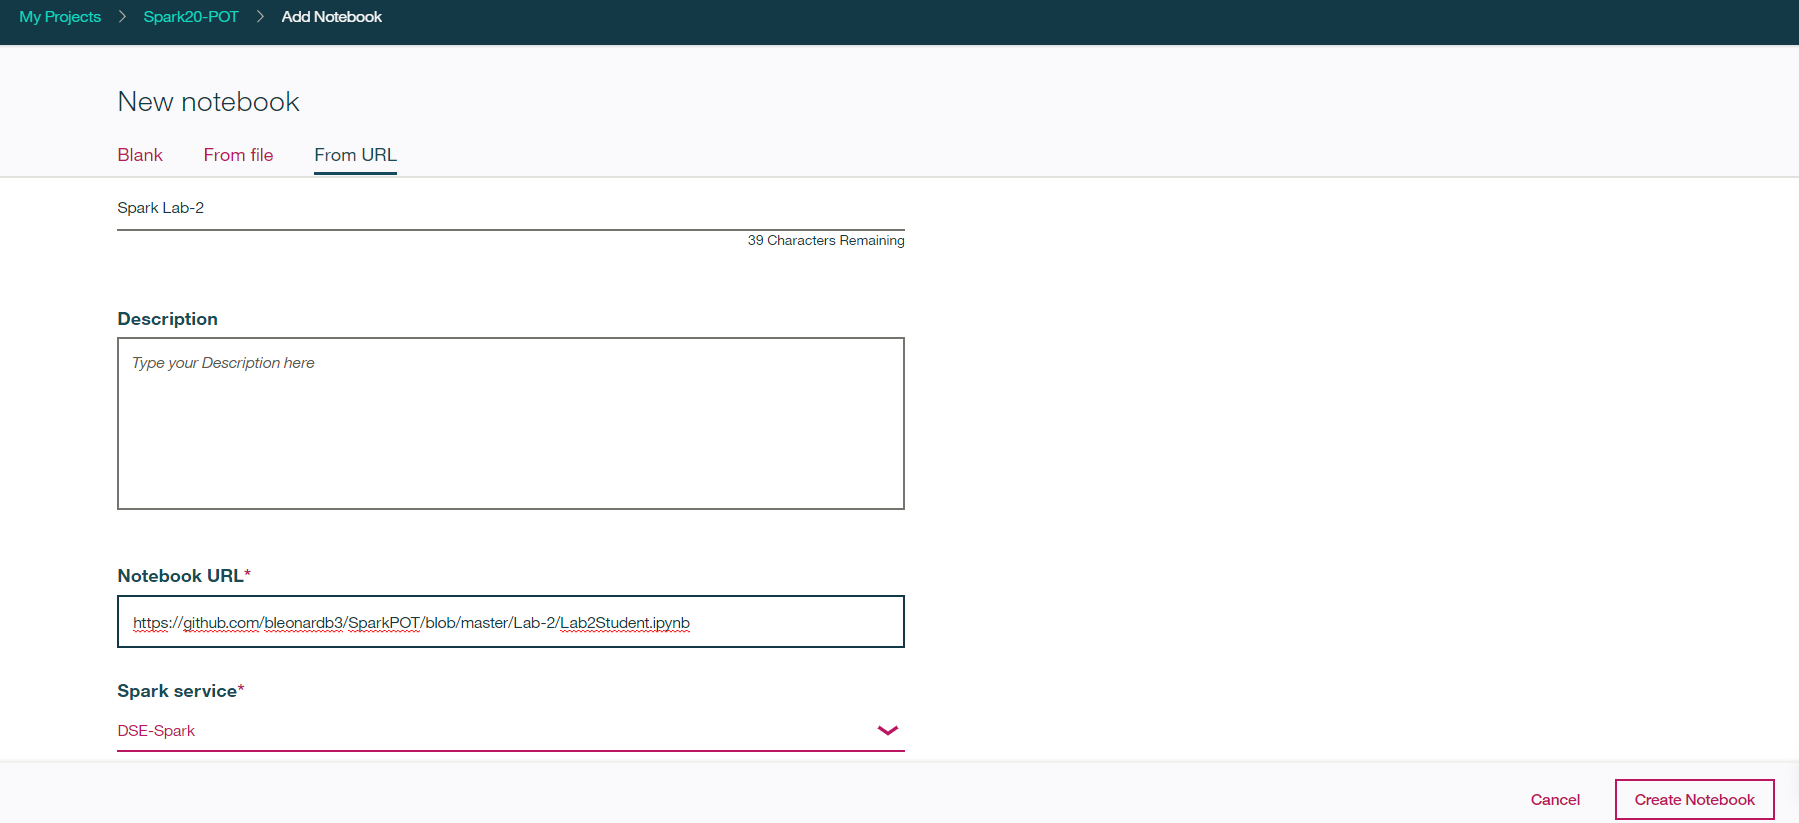 My Projects > Spark20-POT > Add Notebook
New notebook
Blank From file From URL
Spark Lab-2
39 Characters Remaining
Description
Type your Description here
Notebook URL*
https://github.com/bleonardb3/SparkPOT/blob/master/Lab-2/Lab2Student.ipynb
Spark service*
DSE-Spark
Cancel Create Notebook